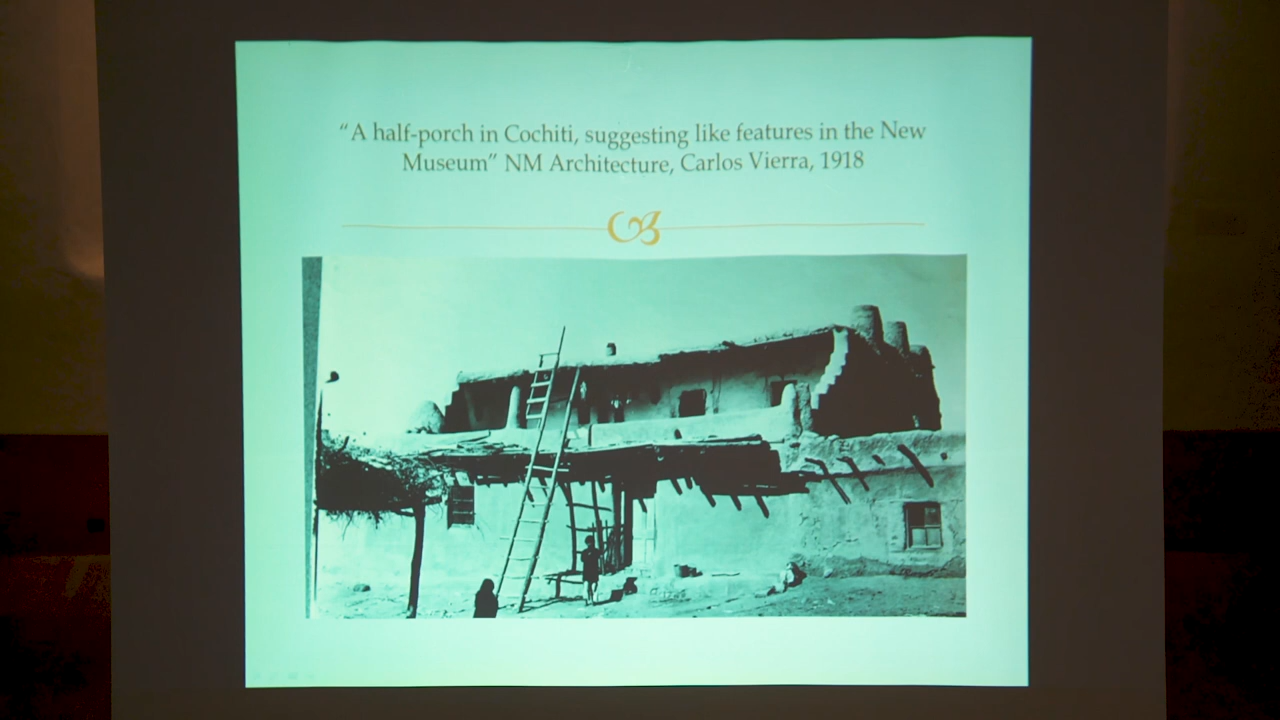 “A half-porch in Cochiti, suggesting like features in the New
Museum” NM Architecture, Carlos Vierra, 1918